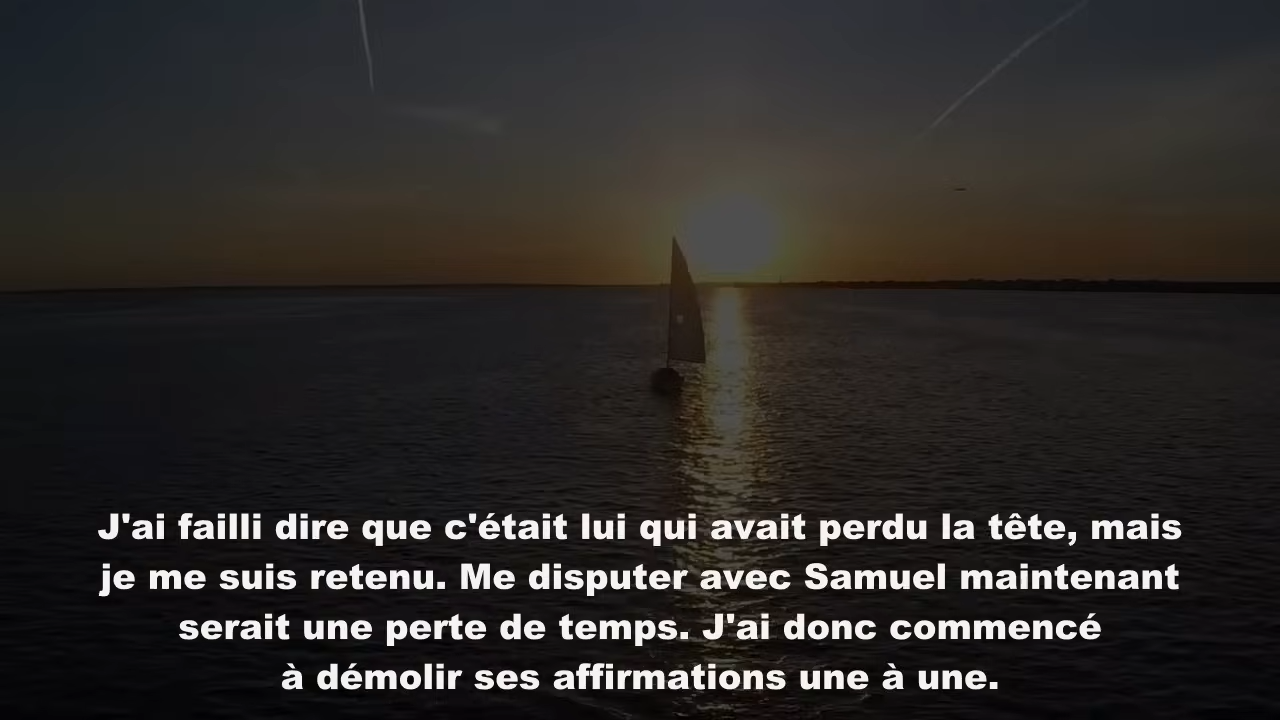 J'ai failli dire que c'était lui qui avait perdu la tête, mais
je me suis retenu. Me disputer avec Samuel maintenant
serait une perte de temps. J'ai donc commencé
à démolir ses affirmations une à une.